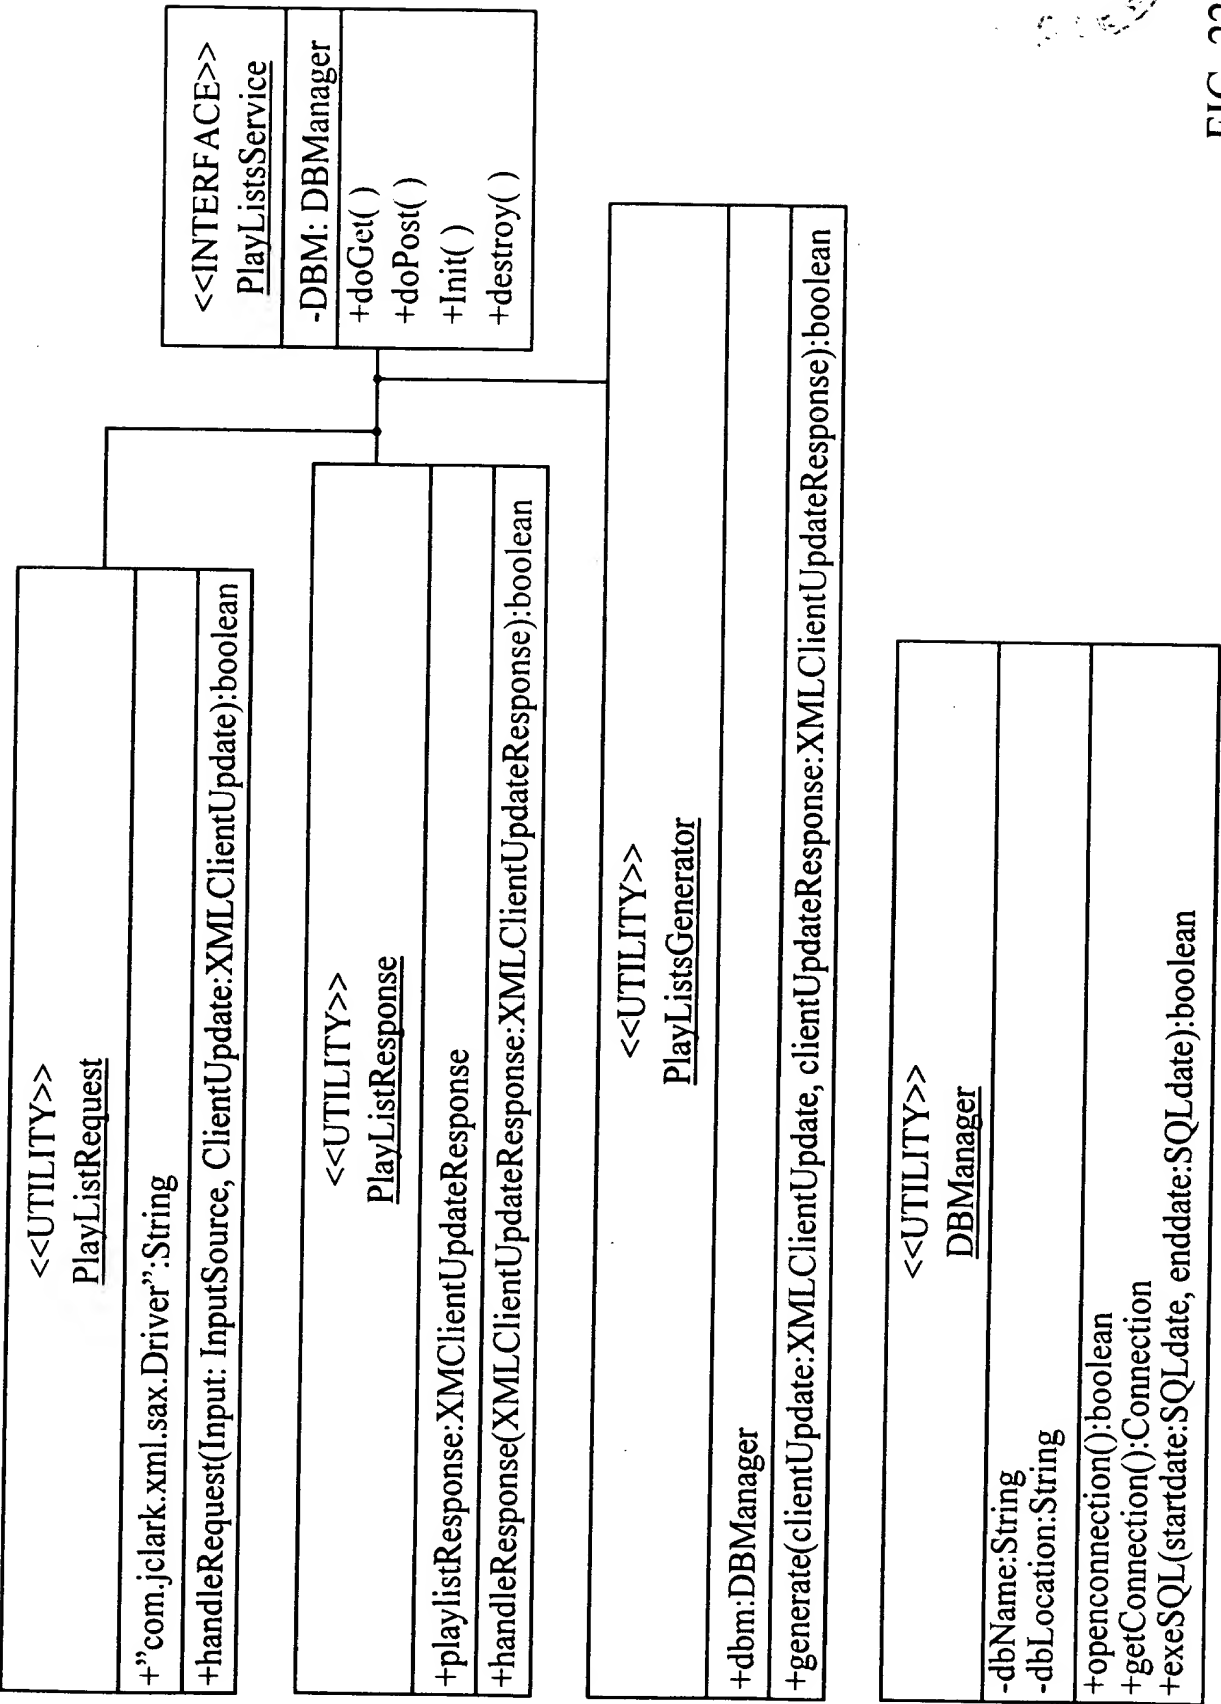 <<UTILITY>>
PlayListRequest
+"com.jclark.xml.sax.Driver":String
+handleRequest(Input: InputSource, ClientUpdate:XMLClientUpdate):boolean
<<UTILITY>>
PlayListResponse
+playlistResponse:XMClientUpdateResponse
+handleResponse(XMLClientUpdateResponse:XMLClientUpdateResponse):boolean
<<INTERFACE>>
PlayListsService
-DBM: DBManager
+doGet( )
+doPost( )
+Init( )
+destroy( )
<<UTILITY>>
PlayListsGenerator
+dbm:DBManager
+generate(clientUpdate:XMLClientUpdate, clientUpdateResponse:XMLClientUpdateResponse):boolean
<<UTILITY>>
DBManager
-dbName:String
-dbLocation:String
+openconnection():boolean
+getConnection():Connection
+exeSQL(startdate:SQLdate, enddate:SQLdate):boolean
FIG.